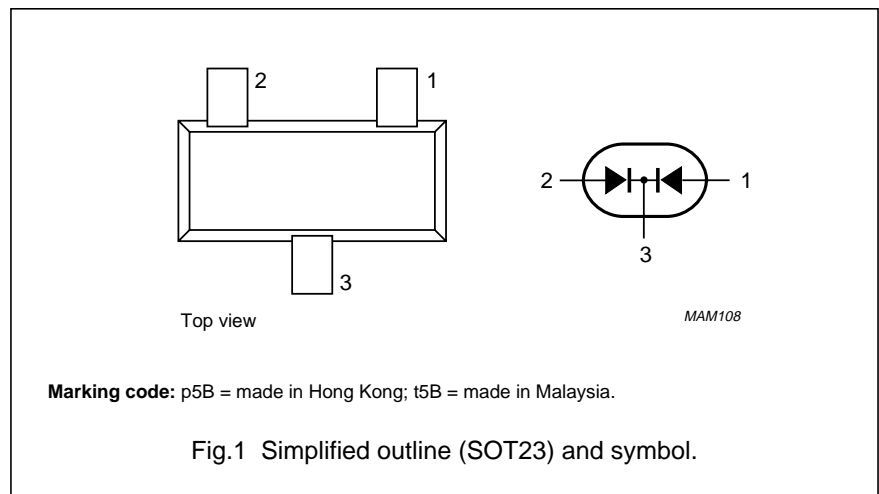 2
1
3
Top view
2
1
3
MAM108
Marking code: p5B = made in Hong Kong; t5B = made in Malaysia.
Fig.1 Simplified outline (SOT23) and symbol.